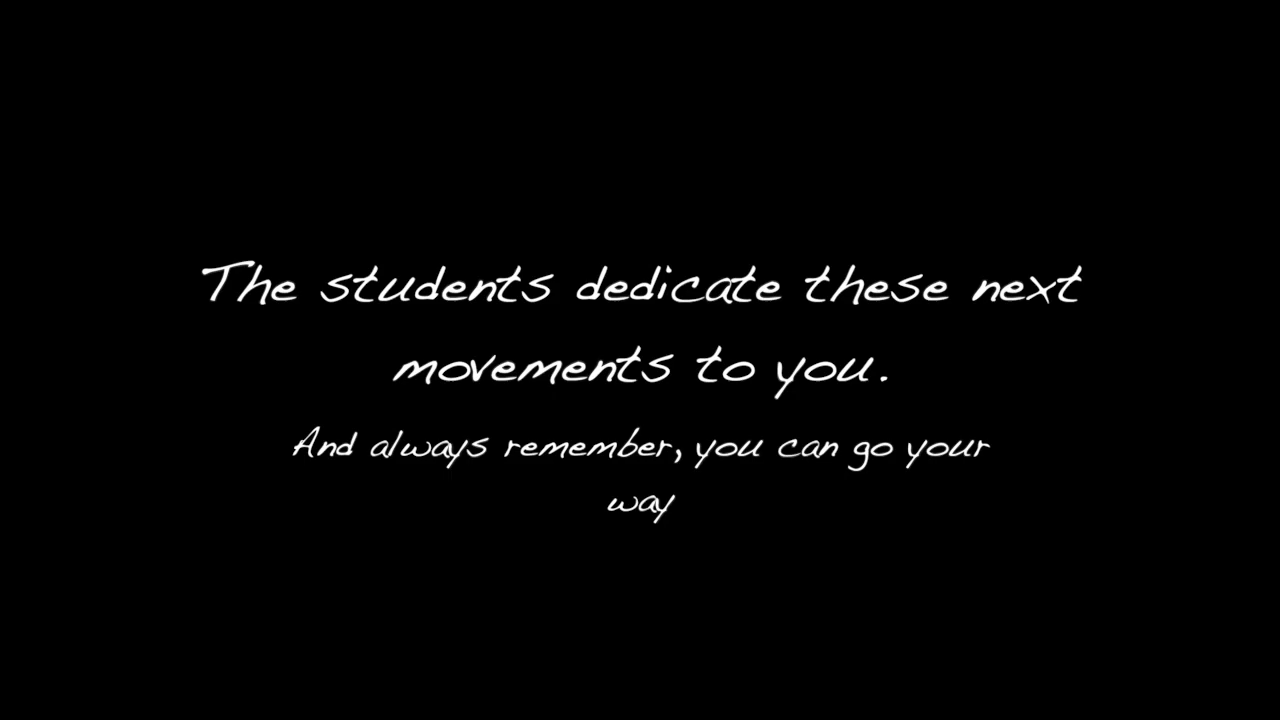 The students dedicate these next
movements to you.
And always remember, you can go your
way